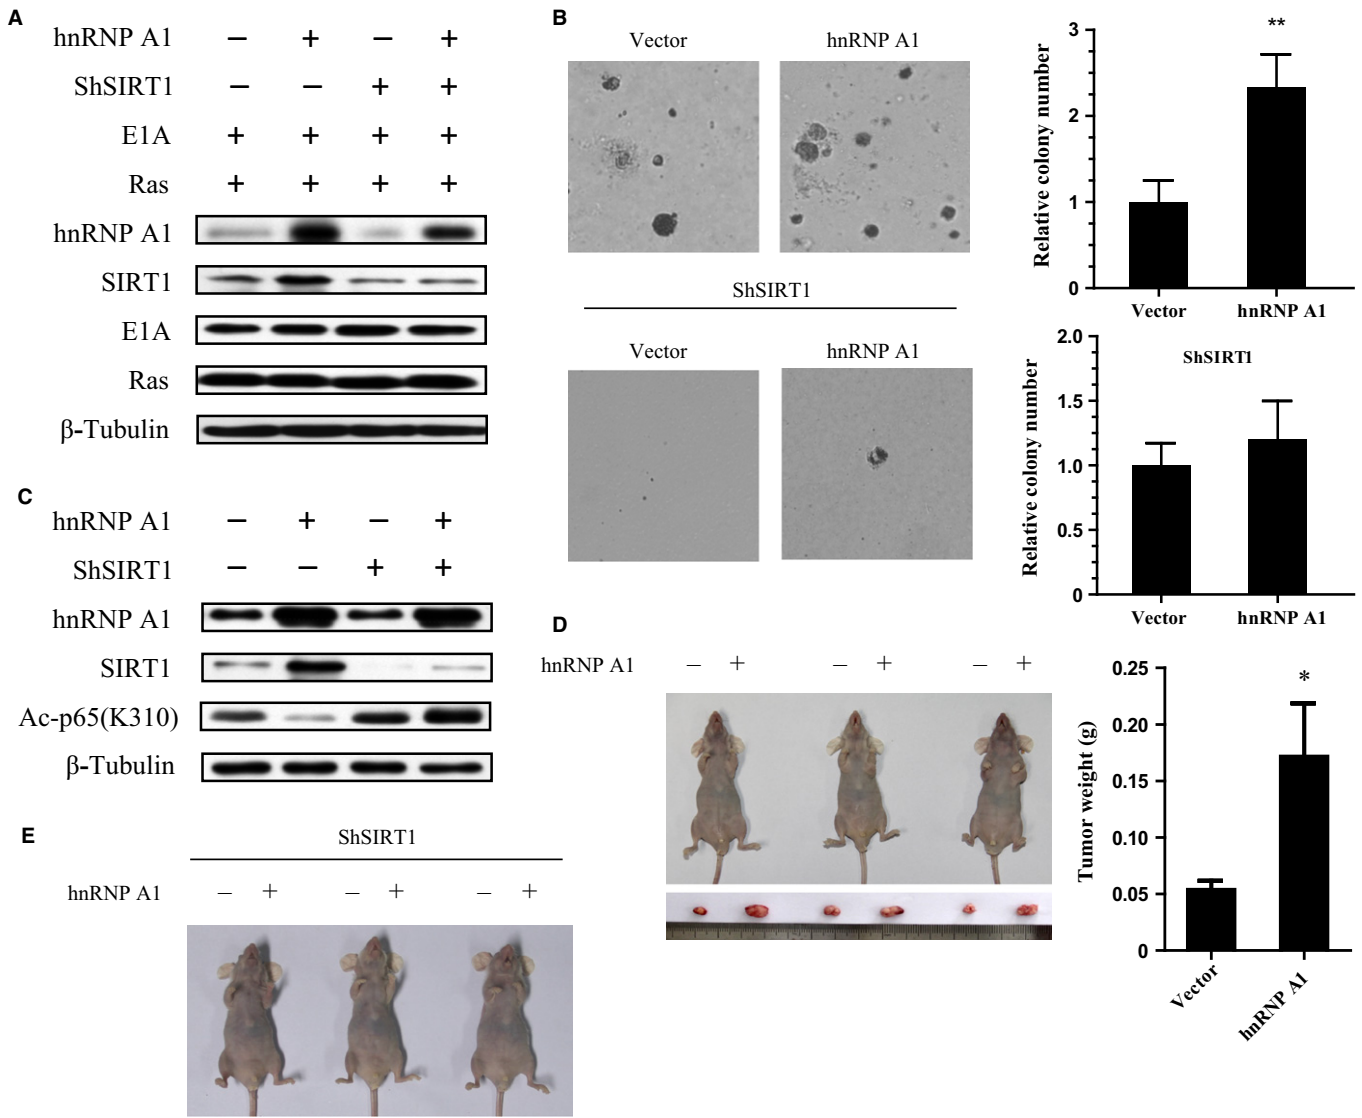 A
hnRNP A1 – + – +
ShSIRT1 – – + +
E1A + + + +
Ras + + + +
hnRNP A1
SIRT1
E1A
Ras
β-Tubulin
B
Vector hnRNP A1
ShSIRT1
Vector hnRNP A1
Relative colony number
3
2
1
0
**
Vector hnRNP A1
Relative colony number
2.0
1.5
1.0
0.5
0
ShSIRT1
Vector hnRNP A1
C
hnRNP A1 – + – +
ShSIRT1 – – + +
hnRNP A1
SIRT1
Ac-p65(K310)
β-Tubulin
D
hnRNP A1 – + – + – +
Tumor weight (g)
0.25
0.20
0.15
0.10
0.05
0
*
Vector
hnRNP A1
E
ShSIRT1
hnRNP A1 – + – + – +